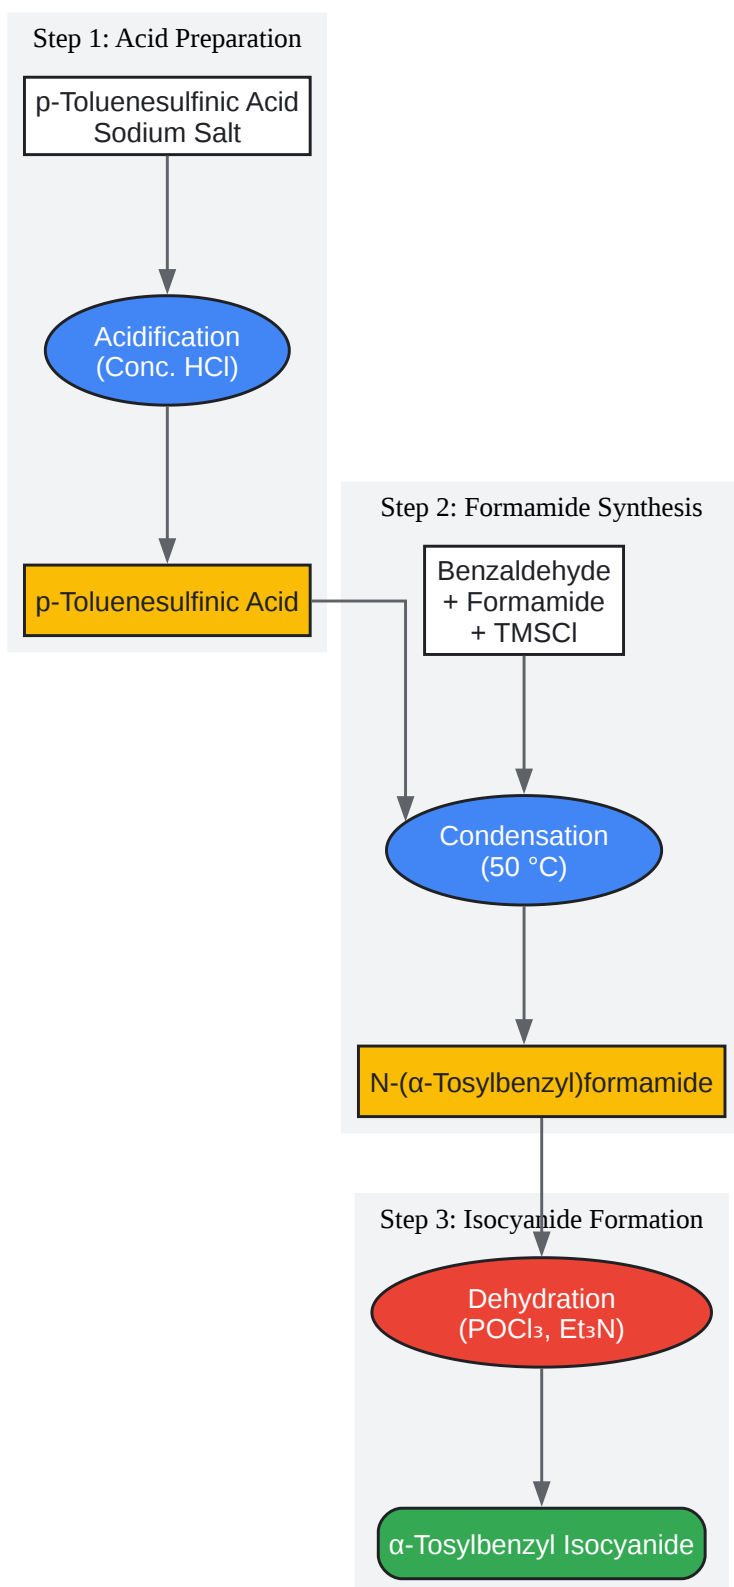 Step 1: Acid Preparation
p-Toluenesulfinic Acid
Sodium Salt
Acidification
(Conc. HCl)
p-Toluenesulfinic Acid
Step 2: Formamide Synthesis
Benzaldehyde
+ Formamide
+ TMSCl
Condensation
(50 °C)
N-(α-Tosylbenzyl)formamide
Step 3: Isocyanide Formation
Dehydration
(POCl₃, Et₃N)
α-Tosylbenzyl Isocyanide